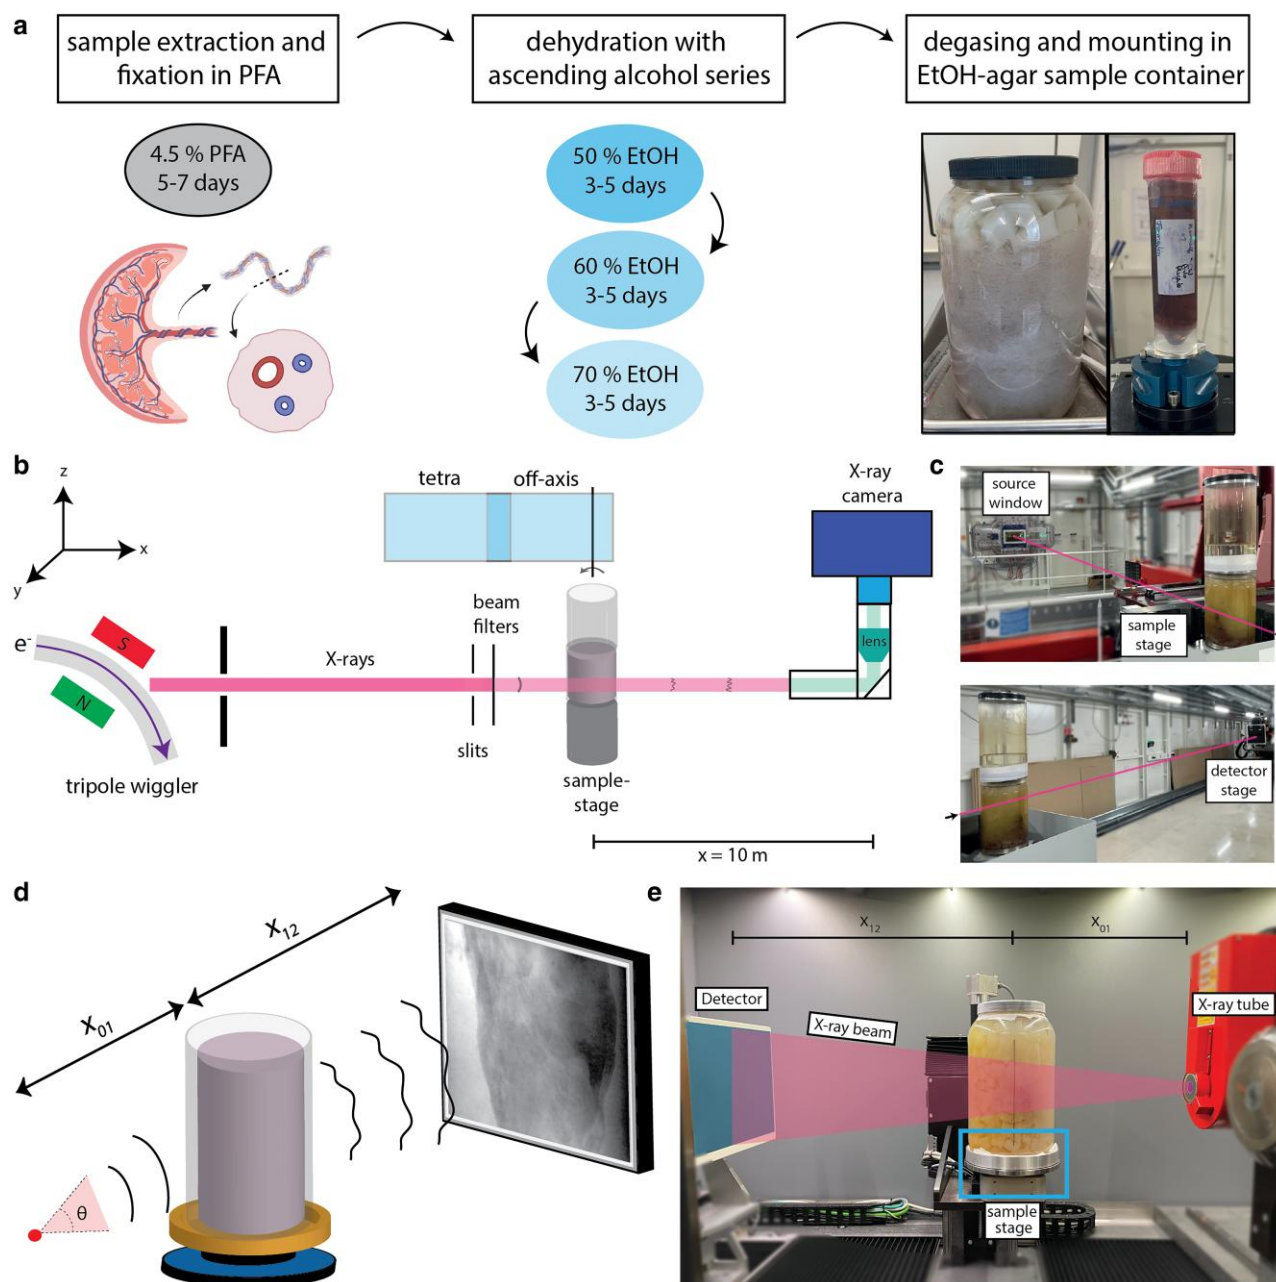 a
sample extraction and
fixation in PFA
dehydration with
ascending alcohol series
degasing and mounting in
EtOH-agar sample container
4.5 % PFA
5-7 days
50 % EtOH
3-5 days
60 % EtOH
3-5 days
70 % EtOH
3-5 days
b
z
x
y
e-
S
N
tripole wiggler
X-rays
tetra
off-axis
beam
filters
slits
sample-
stage
X-ray
camera
lens
x = 10 m
c
source
window
sample
stage
detector
stage
d
X01
X12
θ
e
X12
X01
Detector
X-ray beam
X-ray tube
sample
stage